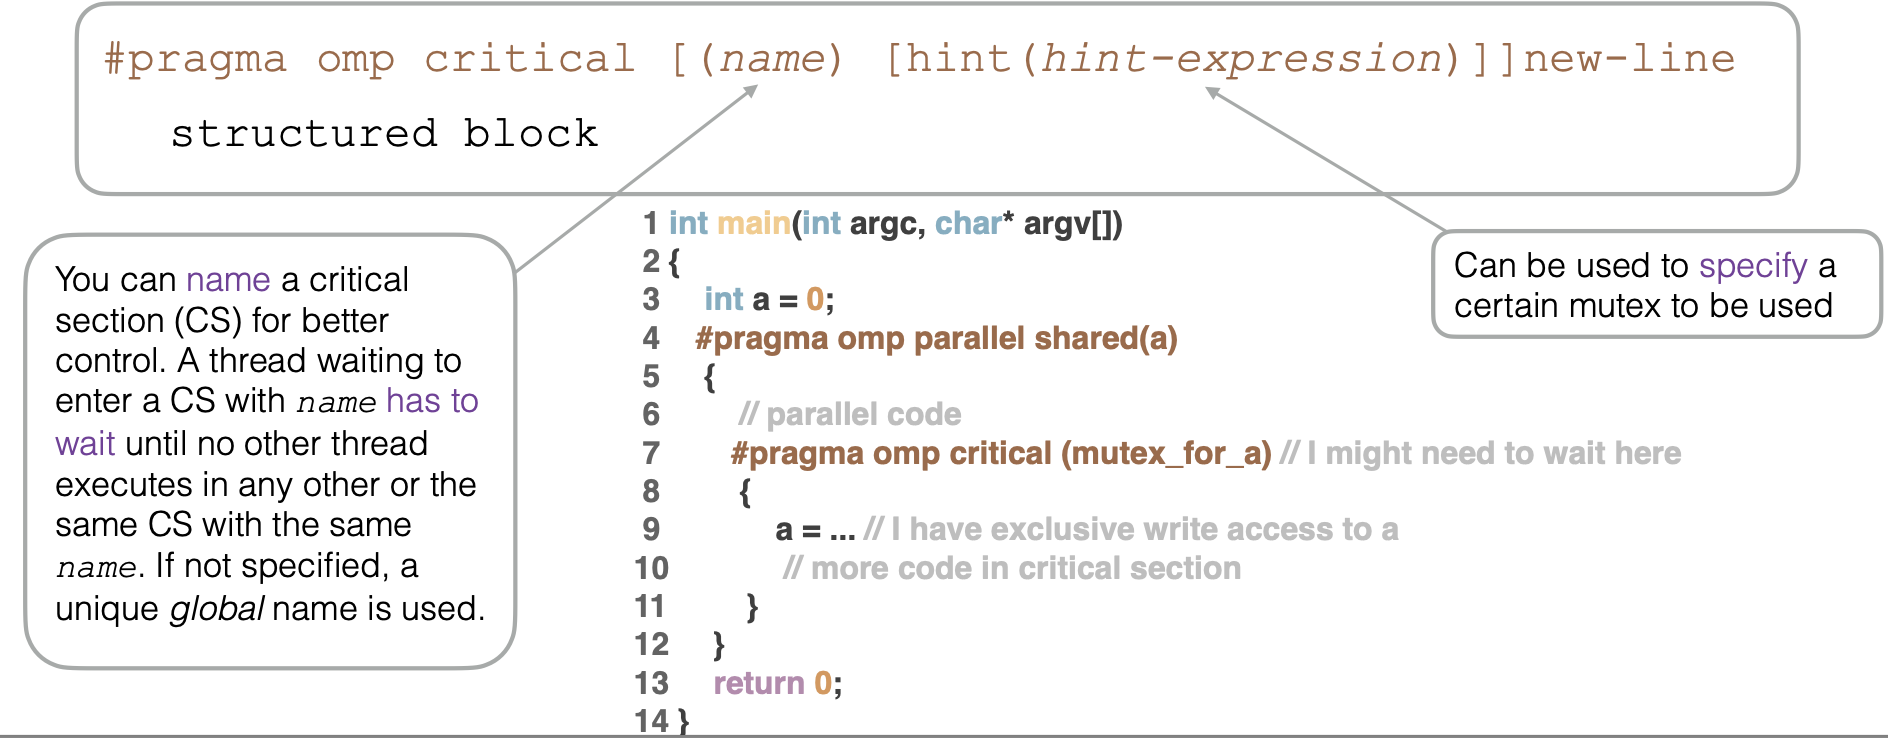 #pragma omp critical [(name) [hint(hint-expression)]]new-line
structured block
You can name a critical
section (CS) for better
control. A thread waiting to
enter a CS with name has to
wait until no other thread
executes in any other or the
same CS with the same
name. If not specified, a
unique global name is used.
1 int main(int argc, char* argv[])
2 {
3 int a = 0;
4 #pragma omp parallel shared(a)
5 {
6 // parallel code
7 #pragma omp critical (mutex_for_a) // I might need to wait here
8 {
9 a = ... // I have exclusive write access to a
10 // more code in critical section
11 }
12 }
13 return 0;
14 }
Can be used to specify a
certain mutex to be used